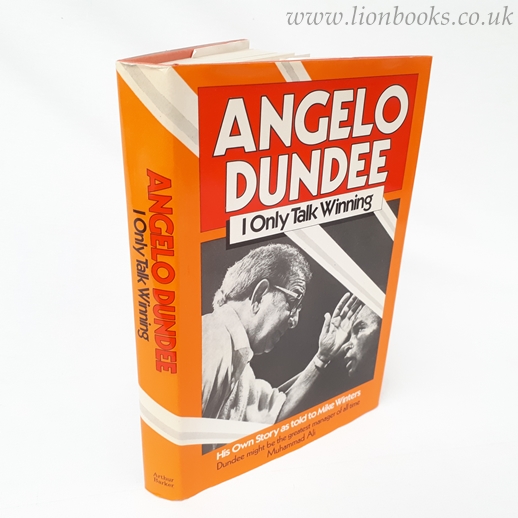 www.lionbooks.co.uk
ANGELO
DUNDEE
I Only Talk Winning
His Own Story as told to Mike Winters
Dundee might be the greatest manager of all time
Muhammad Ali
ANGELO DUNDEE
I Only Talk Winning
Arthur
Barker